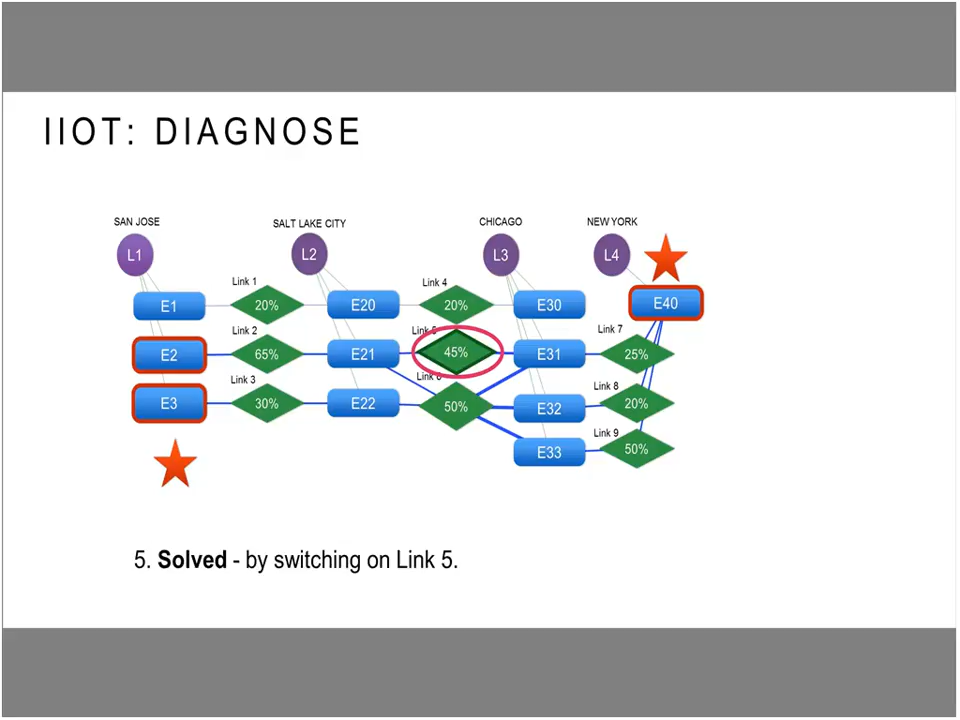 IIOT: DIAGNOSE
SAN JOSE
SALT LAKE CITY
CHICAGO
NEW YORK
L1
L2
L3
L4
Link 1
Link 4
E1
20%
E20
20%
E30
E40
Link 2
Link 5
Link 7
E2
65%
E21
45%
E31
25%
Link 3
Link 6
Link 8
E3
30%
E22
50%
E32
20%
Link 9
E33
50%
5. Solved - by switching on Link 5.